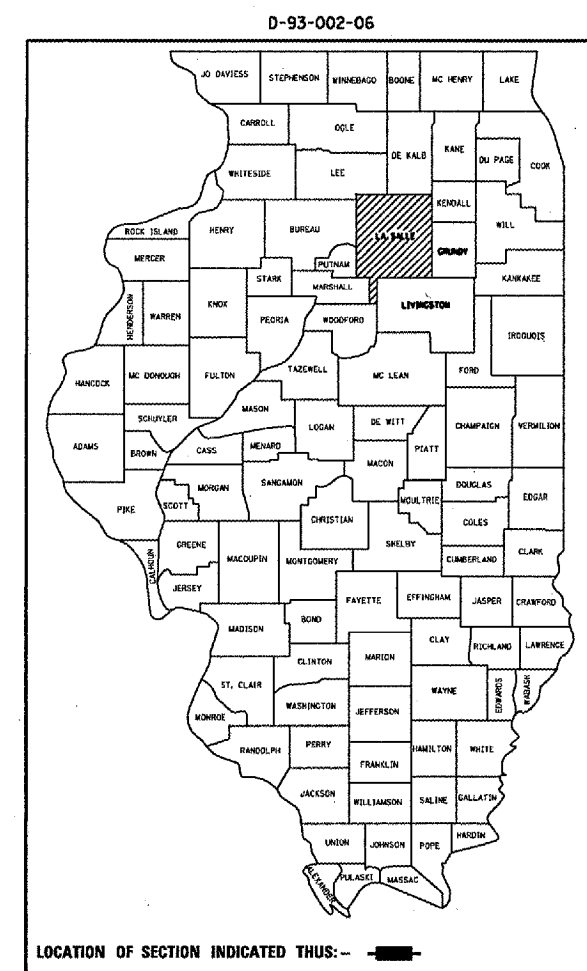 D-93-002-06
JO DAVIESS STEPHENSON WINNEBAGO BOONE MC HENRY LAKE
CARROLL OGLE DE KALB KANE DU PAGE COOK
WHITESIDE LEE
KENDALL
ROCK ISLAND HENRY BUREAU LA SALLE GRUNDY WILL
MERCER PUTNAM KANKAKEE
STARK MARSHALL
HENDERSON WARREN KNOX PEORIA WOODFORD LIVINGSTON IROQUOIS
HANCOCK MC DONOUGH FULTON TAZEWELL MC LEAN FORD
SCHUYLER MASON LOGAN DE WITT CHAMPAIGN VERMILION
ADAMS BROWN CASS MENARD MACON PIATT
PIKE SCOTT MORGAN SANGAMON MOULTRIE DOUGLAS EDGAR
CHRISTIAN COLES
CALHOUN GREENE MACOUPIN MONTGOMERY SHELBY CUMBERLAND CLARK
JERSEY FAYETTE EFFINGHAM JASPER CRAWFORD
MADISON BOND
CLAY RICHLAND LAWRENCE
CLINTON MARION
ST. CLAIR WAYNE EDWARDS WABASH
MONROE WASHINGTON JEFFERSON
RANDOLPH PERRY HAMILTON WHITE
FRANKLIN
JACKSON WILLIAMSON SALINE GALLATIN
UNION JOHNSON POPE HARDIN
ALEXANDER PULASKI MASSAC
LOCATION OF SECTION INDICATED THUS:-